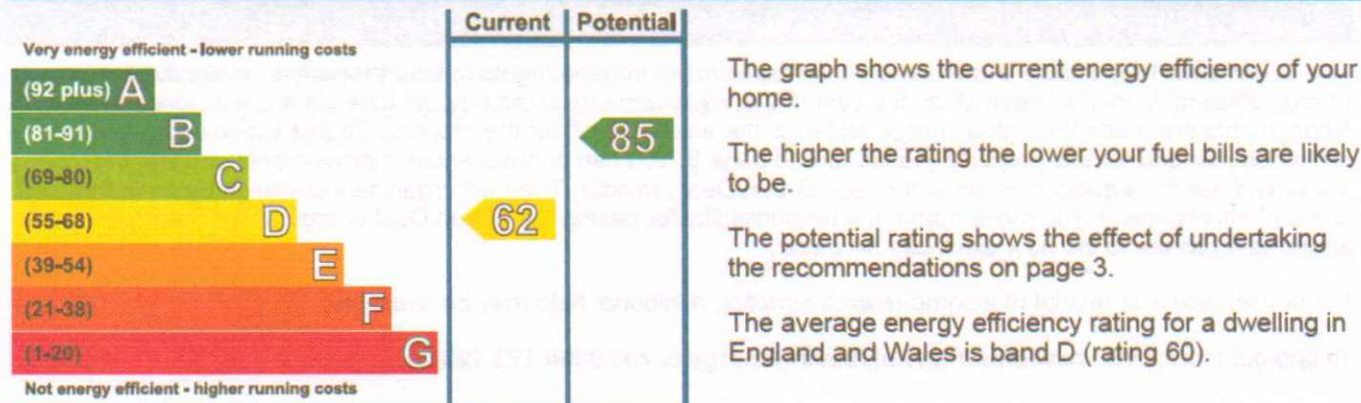 Current Potential
Very energy efficient - lower running costs
(92 plus) A
(81-91) B
85
(69-80) C
(55-68) D
62
(39-54) E
(21-38) F
(1-20) G
Not energy efficient - higher running costs
The graph shows the current energy efficiency of your
home.
The higher the rating the lower your fuel bills are likely
to be.
The potential rating shows the effect of undertaking
the recommendations on page 3.
The average energy efficiency rating for a dwelling in
England and Wales is band D (rating 60).